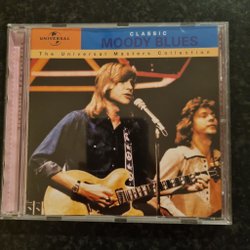 UNIVERSAL
CLASSIC
MOODY BLUES
The Universal Masters Collection